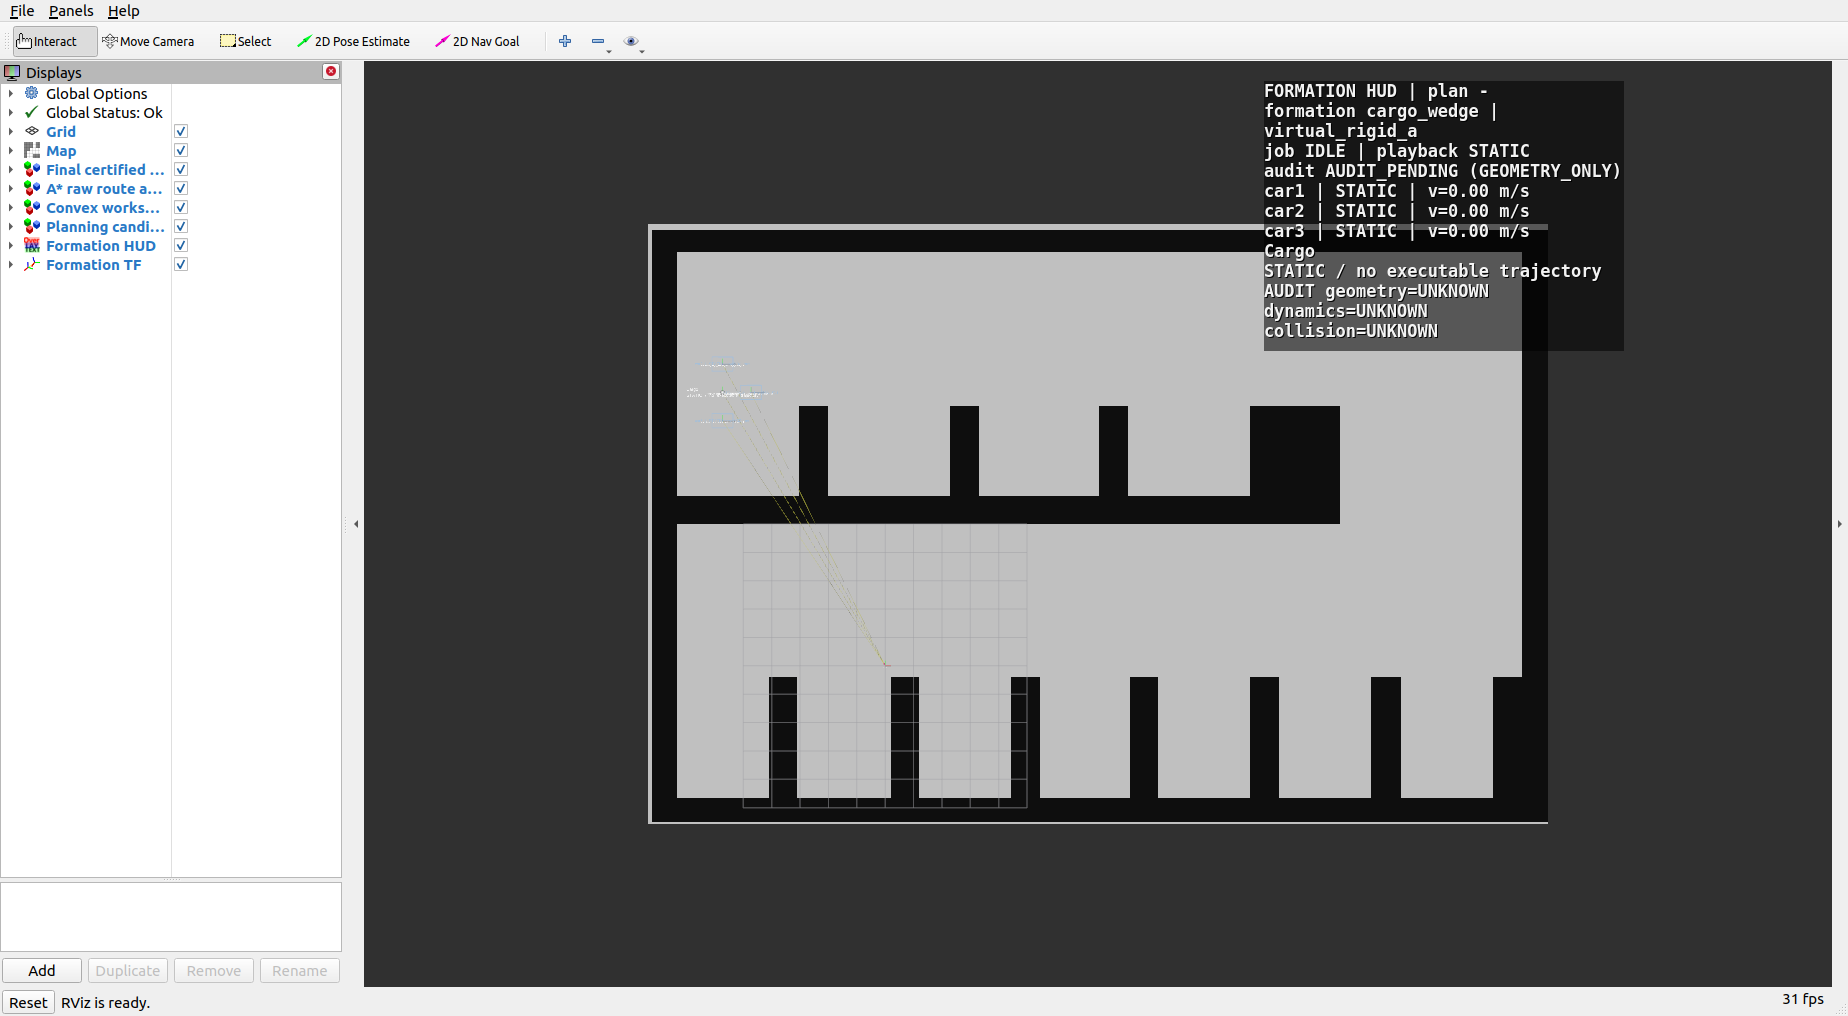 File Panels Help
Interact Move Camera Select 2D Pose Estimate 2D Nav Goal
Displays
Global Options
Global Status: Ok
Grid
Map
Final certified ...
A* raw route a...
Convex works...
Planning candi...
Formation HUD
Formation TF
FORMATION HUD | plan -
formation cargo_wedge |
virtual_rigid_a
job IDLE | playback STATIC
audit AUDIT_PENDING (GEOMETRY_ONLY)
car1 | STATIC | v=0.00 m/s
car2 | STATIC | v=0.00 m/s
car3 | STATIC | v=0.00 m/s
Cargo
STATIC / no executable trajectory
AUDIT geometry=UNKNOWN
dynamics=UNKNOWN
collision=UNKNOWN
Add Duplicate Remove Rename
Reset RViz is ready.
31 fps